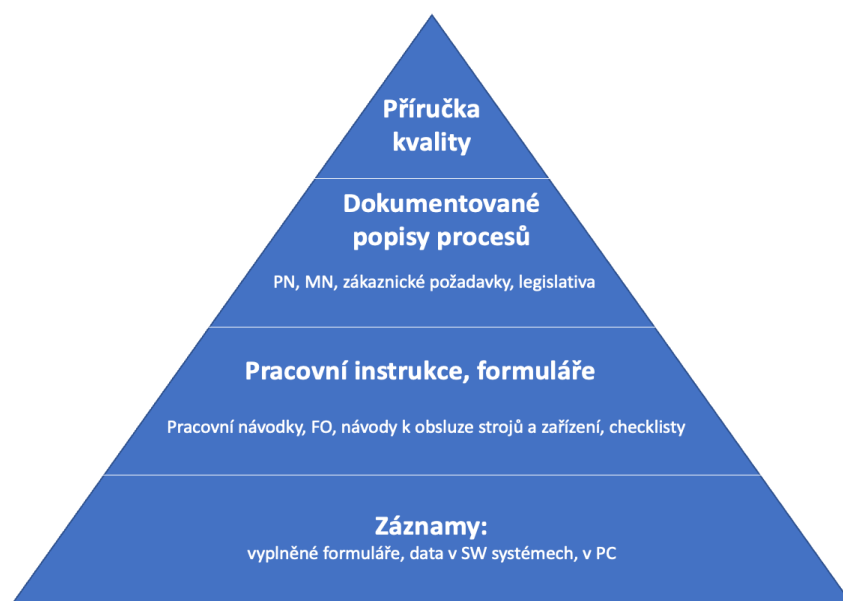 Příručka
kvality
Dokumentované
popisy procesů
PN, MN, zákaznické požadavky, legislativa
Pracovní instrukce, formuláře
Pracovní návodky, FO, návody k obsluze strojů a zařízení, checklisty
Záznamy:
vyplněné formuláře, data v SW systémech, v PC